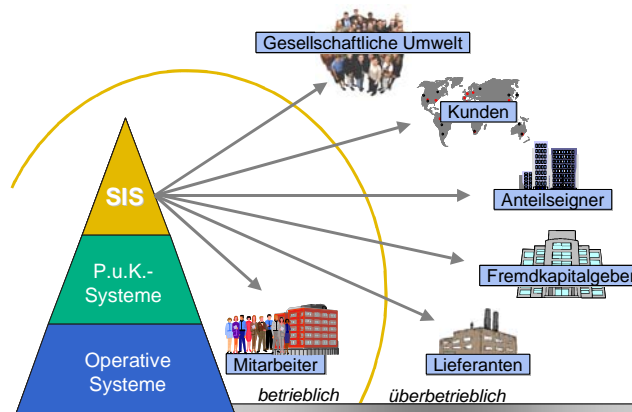 Gesellschaftliche Umwelt
Kunden
SIS
Anteilseigner
P.u.K.-
Systeme
Fremdkapitalgeber
Operative
Systeme
Mitarbeiter
Lieferanten
betrieblich
überbetrieblich